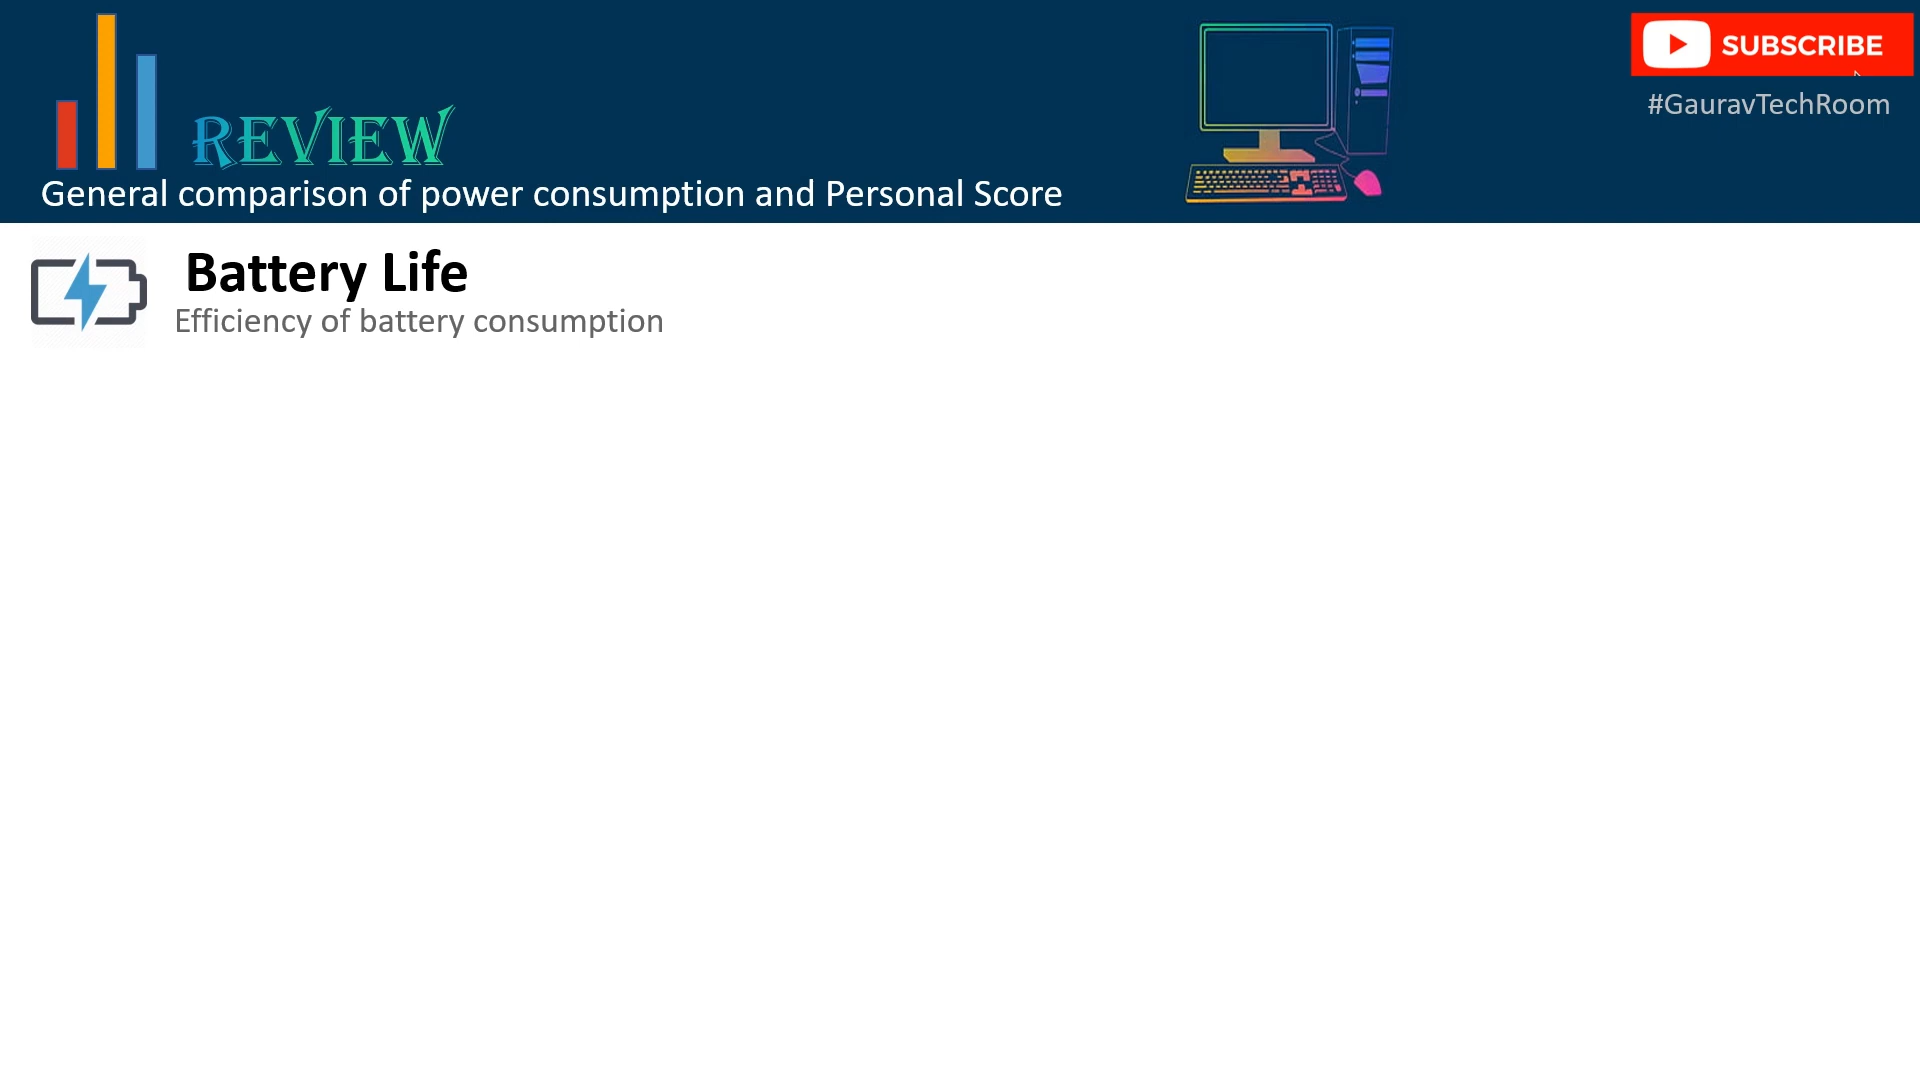 SUBSCRIBE
#GauravTechRoom
REVIEW
General comparison of power consumption and Personal Score
Battery Life
Efficiency of battery consumption